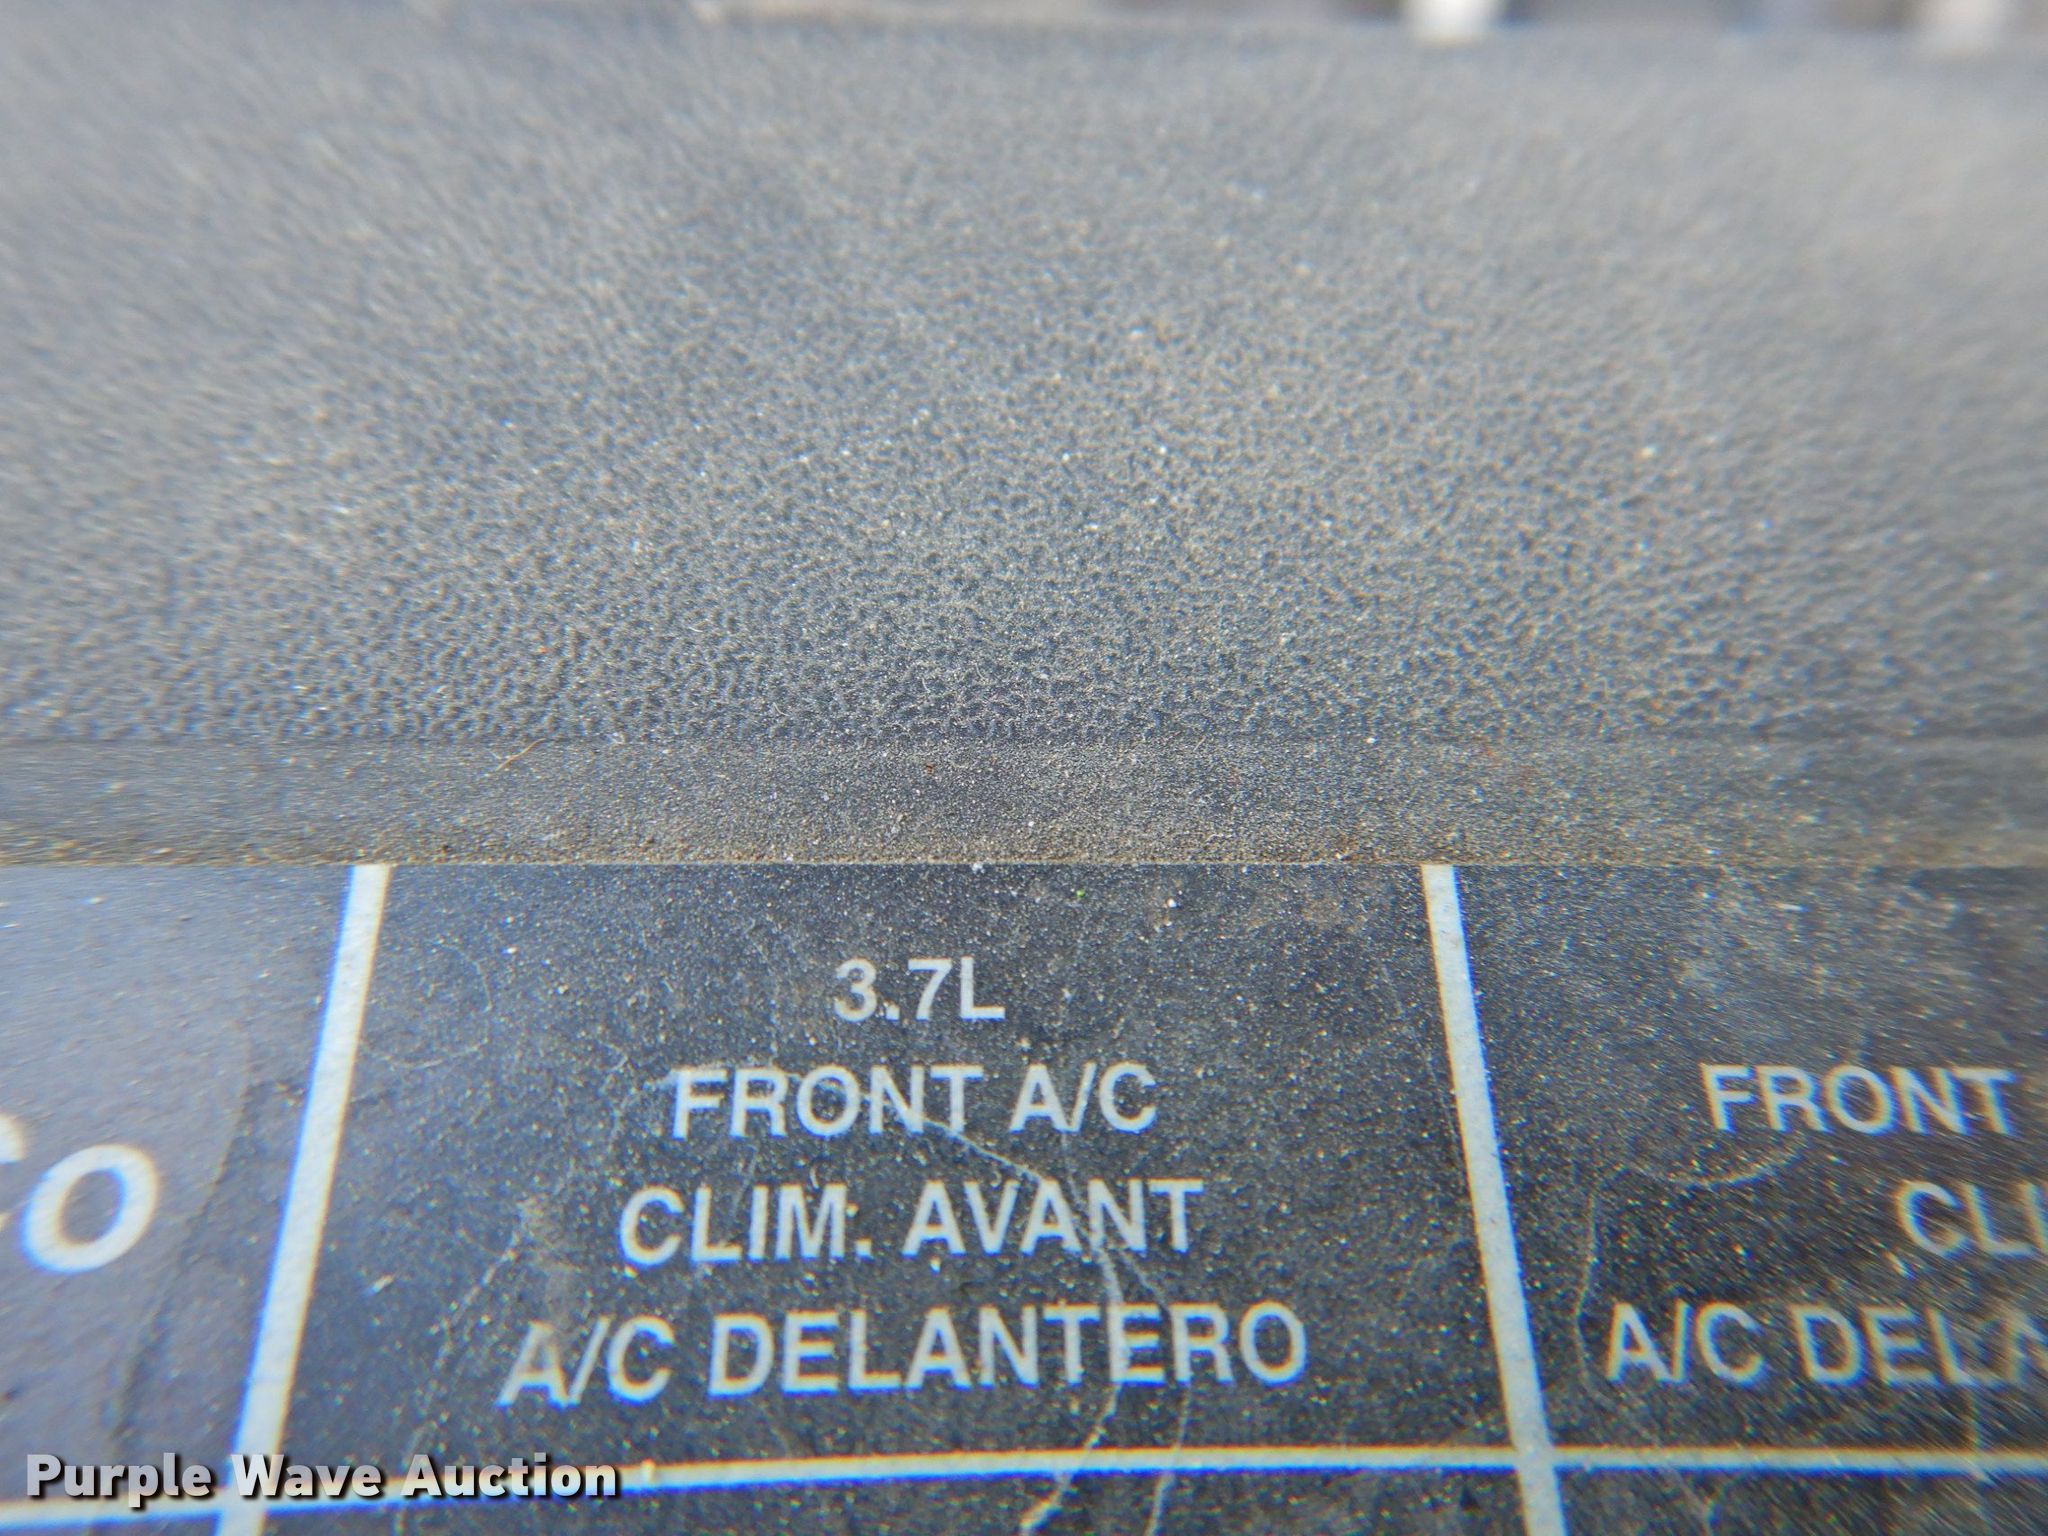 3.7L
FRONT A/C
CLIM. AVANT
A/C DELANTERO
FRONT
A/C
Purple Wave Auction